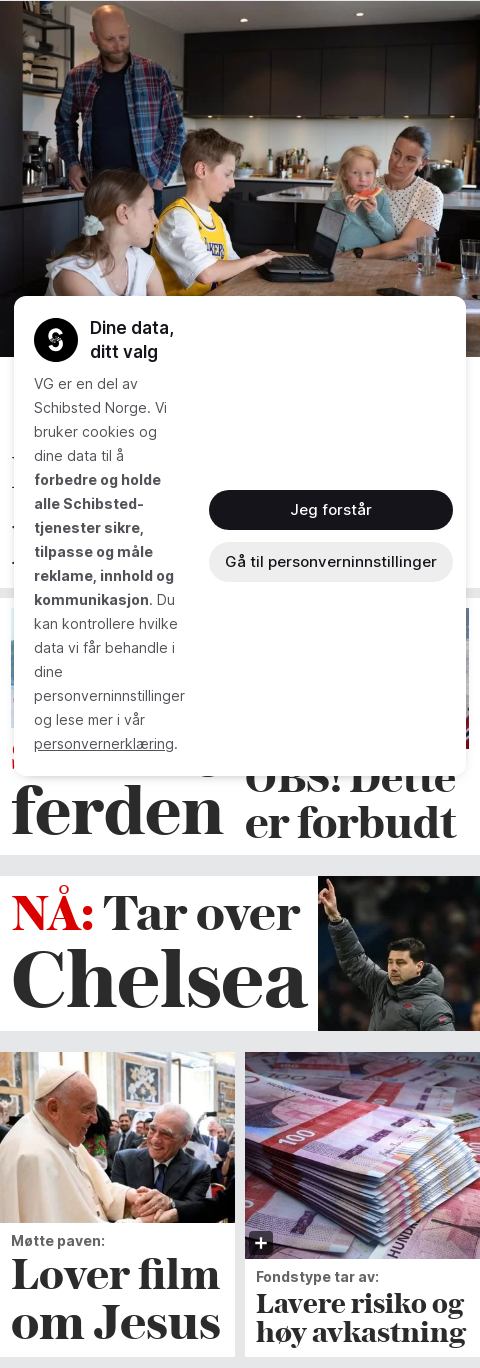 Dine data,
ditt valg
VG er en del av
Schibsted Norge. Vi
bruker cookies og
dine data til å
forbedre og holde
alle Schibsted-
tjenester sikre,
tilpasse og måle
reklame, innhold og
kommunikasjon. Du
kan kontrollere hvilke
data vi får behandle i
dine
personverninnstillinger
og lese mer i vår
personvernerklæring.
Jeg forstår
Gå til personverninnstillinger
ferden
OBS! Dette
er forbudt
NÅ: Tar over
Chelsea
Møtte paven:
Lover film
om Jesus
Fondstype tar av:
Lavere risiko og
høy avkastning